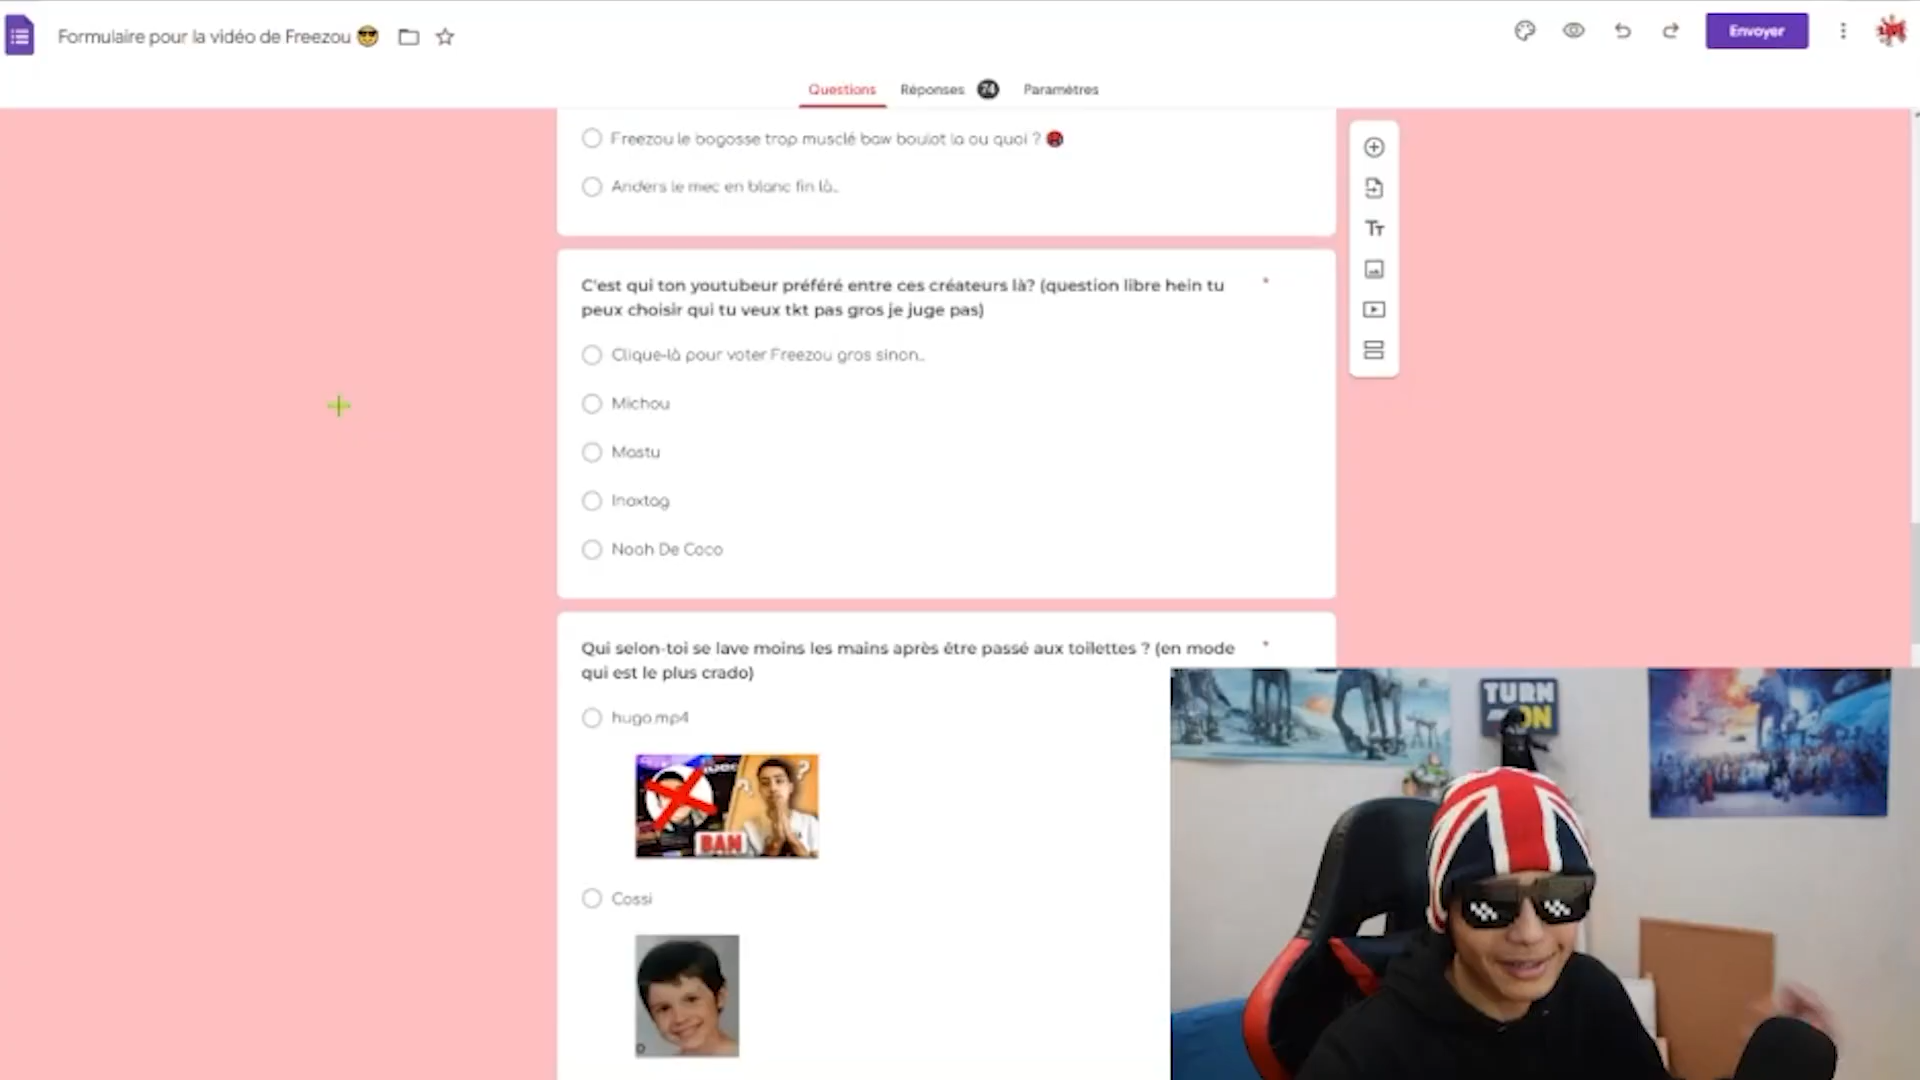 Formulaire pour la vidéo de Freezou 😎
Envoyer
Questions
Réponses
74
Paramètres
Freezou le bogosse trop musclé baw boulot la ou quoi ?
Anders le mec en blanc fin là..
C'est qui ton youtubeur préféré entre ces créateurs là? (question libre hein tu
peux choisir qui tu veux tkt pas gros je juge pas)
*
Clique-là pour voter Freezou gros sinon..
Michou
Mastu
Inoxtag
Noah De Coco
Qui selon-toi se lave moins les mains après être passé aux toilettes ? (en mode
qui est le plus crado)
*
hugo.mp4
BAN
Cossi
TURN
ON